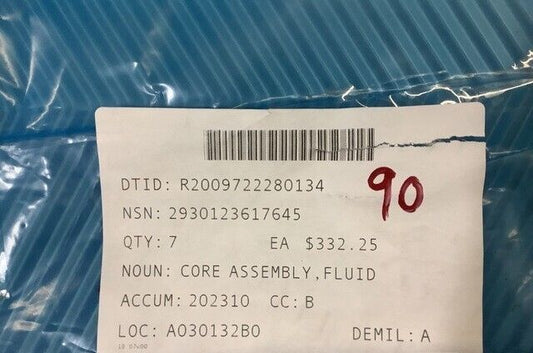 DTID: R2009722280134
90
NSN: 2930123617645
QTY: 7 EA $332.25
NOUN: CORE ASSEMBLY, FLUID
ACCUM: 202310 CC: B
LOC: A030132B0 DEMIL: A